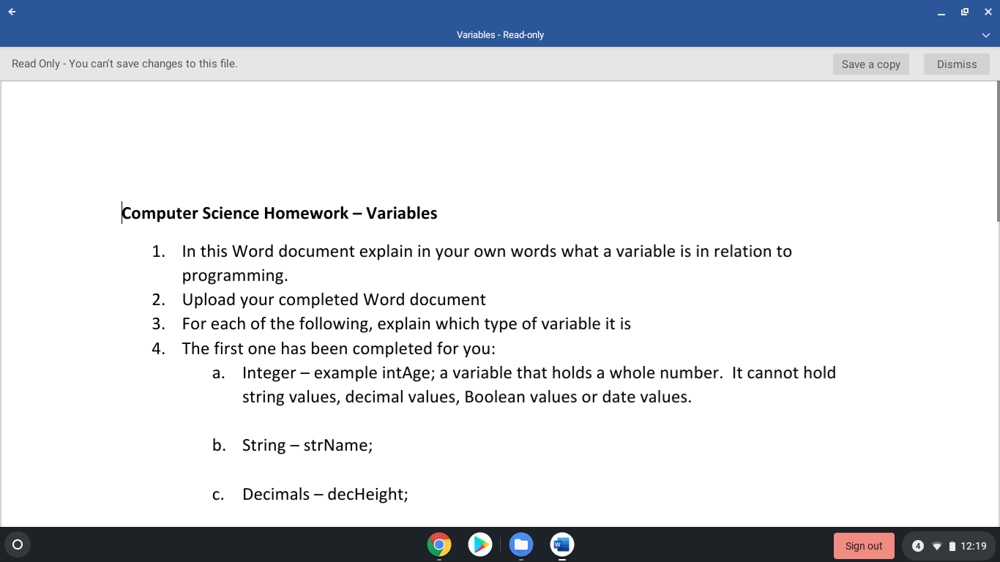 Variables - Read-only
Read Only - You can't save changes to this file.
Save a copy
Dismiss
Computer Science Homework – Variables
1. In this Word document explain in your own words what a variable is in relation to
programming.
2. Upload your completed Word document
3. For each of the following, explain which type of variable it is
4. The first one has been completed for you:
a. Integer – example intAge; a variable that holds a whole number.  It cannot hold
string values, decimal values, Boolean values or date values.
b. String – strName;
c. Decimals – decHeight;
W
Sign out
4
12:19